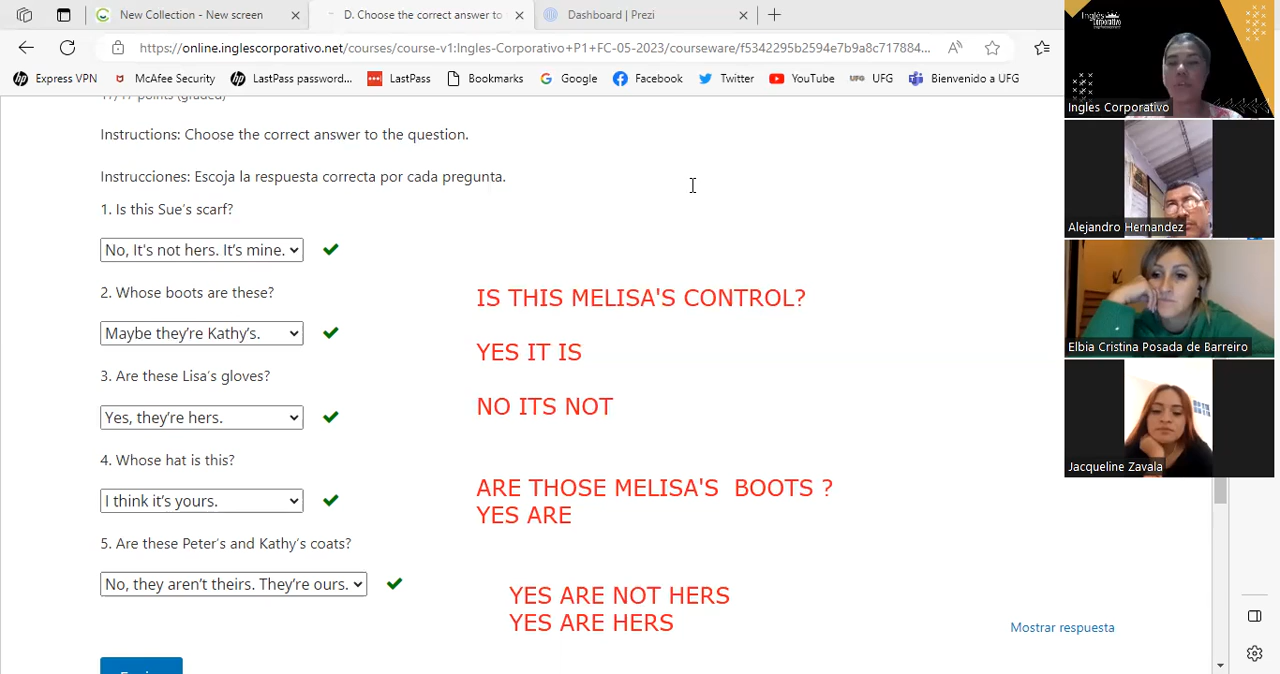 New Collection - New screen
D. Choose the correct answer to
Dashboard | Prezi
https://online.inglescorporativo.net/courses/course-v1:Ingles-Corporativo+P1+FC-05-2023/courseware/f5342295b2594e7b9a8c717884...
Express VPN
McAfee Security
LastPass password...
LastPass
Bookmarks
Google
Facebook
Twitter
YouTube
UFG
Bienvenido a UFG
17/17 points (graded)
Instructions: Choose the correct answer to the question.
Instrucciones: Escoja la respuesta correcta por cada pregunta.
1. Is this Sue's scarf?
No, It's not hers. It's mine.
2. Whose boots are these?
Maybe they're Kathy's.
3. Are these Lisa's gloves?
Yes, they're hers.
4. Whose hat is this?
I think it's yours.
5. Are these Peter's and Kathy's coats?
No, they aren't theirs. They're ours.
IS THIS MELISA'S CONTROL?
YES IT IS
NO ITS NOT
ARE THOSE MELISA'S  BOOTS ?
YES ARE
YES ARE NOT HERS
YES ARE HERS
Mostrar respuesta
Inglés
corporativo
Ingles Corporativo
Alejandro Hernandez
Elbia Cristina Posada de Barreiro
Jacqueline Zavala